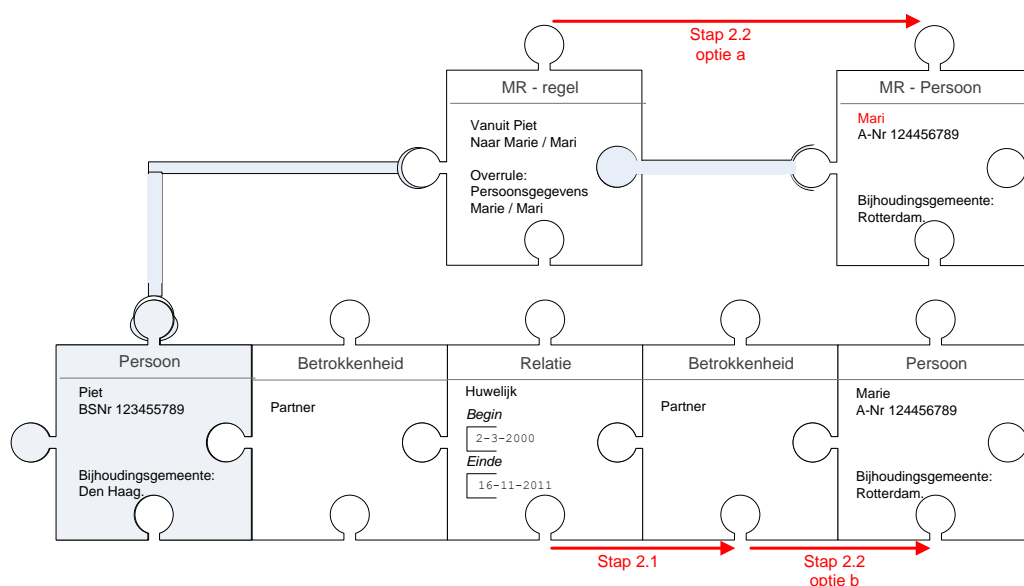 Stap 2.2
optie a
MR - regel
Vanuit Piet
Naar Marie / Mari
Overrule:
Persoonsgegevens
Marie / Mari
MR - Persoon
Mari
A-Nr 124456789
Bijhoudingsgemeente:
Rotterdam.
Persoon
Piet
BSNr 123455789
Bijhoudingsgemeente:
Den Haag.
Betrokkenheid
Partner
Relatie
Huwelijk
Begin
2-3-2000
Einde
16-11-2011
Betrokkenheid
Partner
Persoon
Marie
A-Nr 124456789
Bijhoudingsgemeente:
Rotterdam.
Stap 2.1
Stap 2.2
optie b